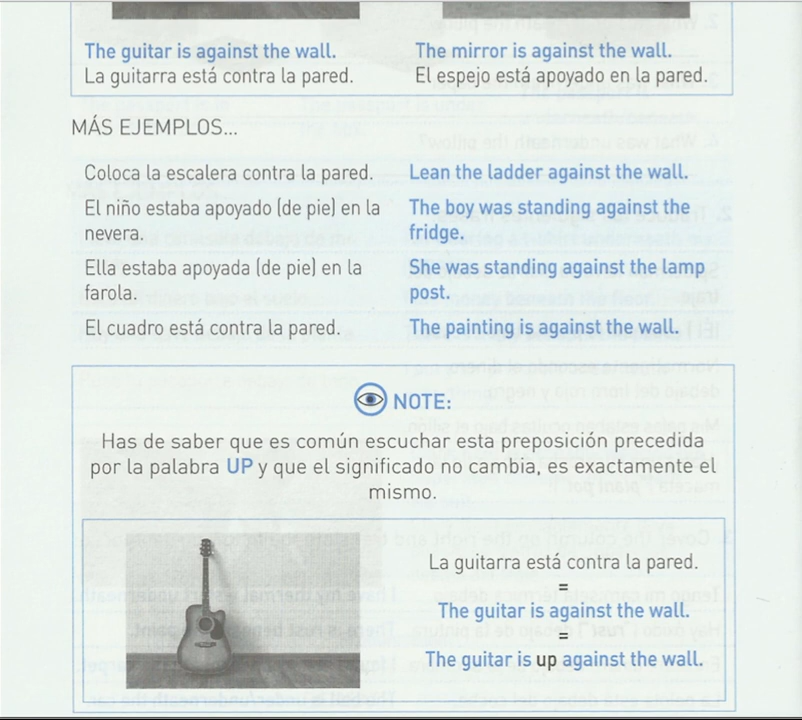 The guitar is against the wall.
La guitarra está contra la pared.
The mirror is against the wall.
El espejo está apoyado en la pared.
MÁS EJEMPLOS...
Coloca la escalera contra la pared.
Lean the ladder against the wall.
El niño estaba apoyado (de pie) en la
nevera.
The boy was standing against the
fridge.
Ella estaba apoyada (de pie) en la
farola.
She was standing against the lamp
post.
El cuadro está contra la pared.
The painting is against the wall.
NOTE:
Has de saber que es común escuchar esta preposición precedida
por la palabra UP y que el significado no cambia, es exactamente el
mismo.
La guitarra está contra la pared.
=
The guitar is against the wall.
=
The guitar is up against the wall.